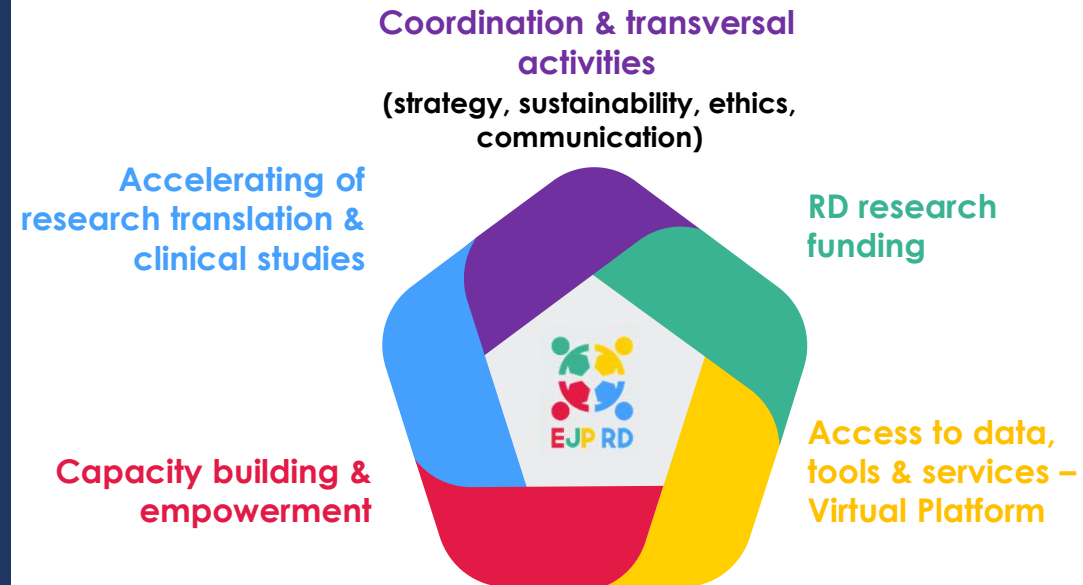 Coordination & transversal
activities
(strategy, sustainability, ethics,
communication)
Accelerating of
research translation &
clinical studies
RD research
funding
EJP RD
Capacity building &
empowerment
Access to data,
tools & services –
Virtual Platform